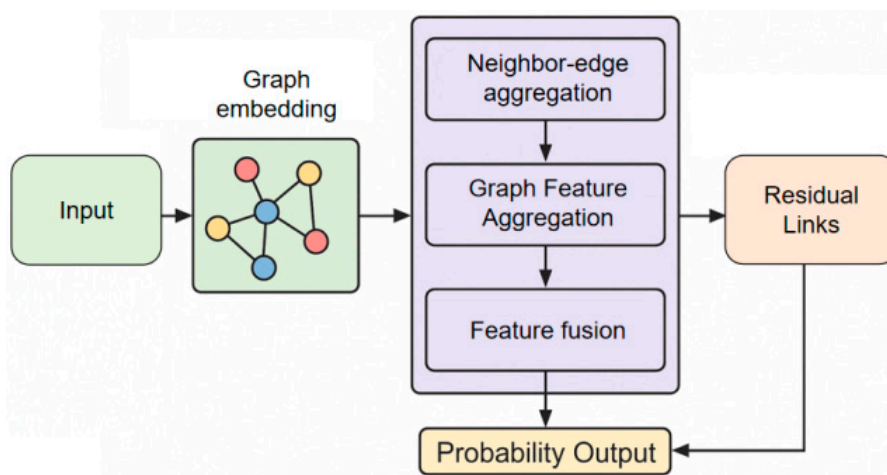 Input
Graph
embedding
Neighbor-edge
aggregation
Graph Feature
Aggregation
Feature fusion
Residual
Links
Probability Output